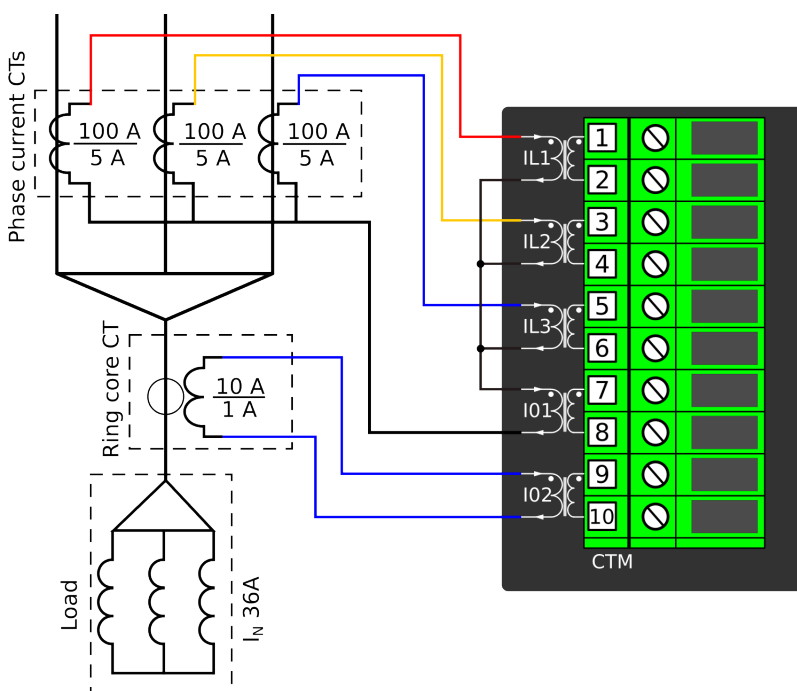 Phase current CTs
100 A
5 A
100 A
5 A
100 A
5 A
IL1
1
2
IL2
3
4
IL3
5
6
I01
7
8
I02
9
10
CTM
Ring core CT
10 A
1 A
Load
IN 36A